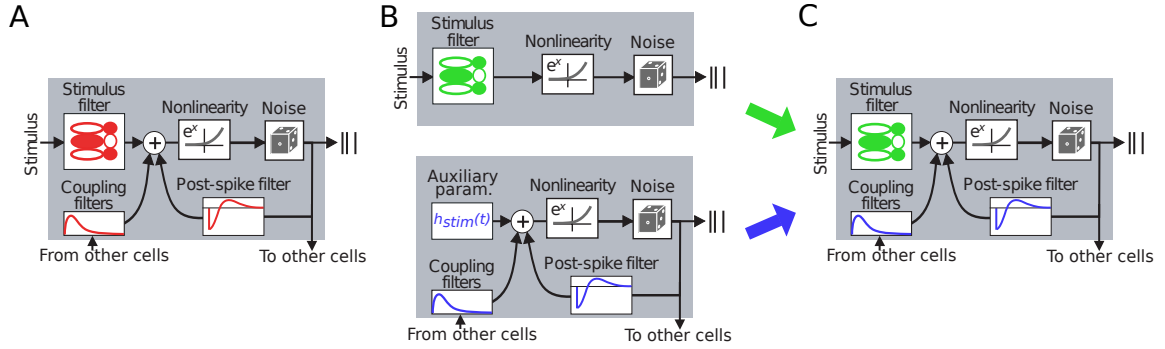 A
Stimulus
Stimulus
filter
Nonlinearity
Noise
+
e^x
Coupling
filters
Post-spike filter
From other cells
To other cells
B
Stimulus
Stimulus
filter
Nonlinearity
Noise
e^x
Auxiliary
param.
h_stim(t)
Nonlinearity
Noise
+
e^x
Coupling
filters
Post-spike filter
From other cells
To other cells
C
Stimulus
Stimulus
filter
Nonlinearity
Noise
+
e^x
Coupling
filters
Post-spike filter
From other cells
To other cells